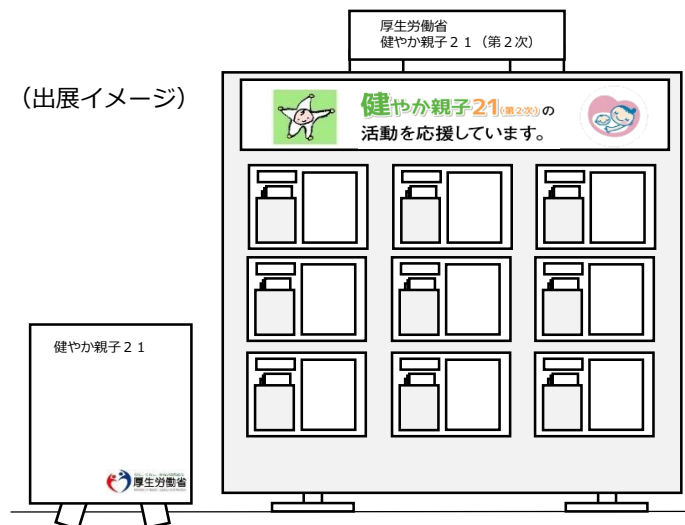 厚生労働省
健やか親子２１（第２次）
（出展イメージ）
健やか親子21(第2次)の
活動を応援しています。
健やか親子２１
厚生労働省